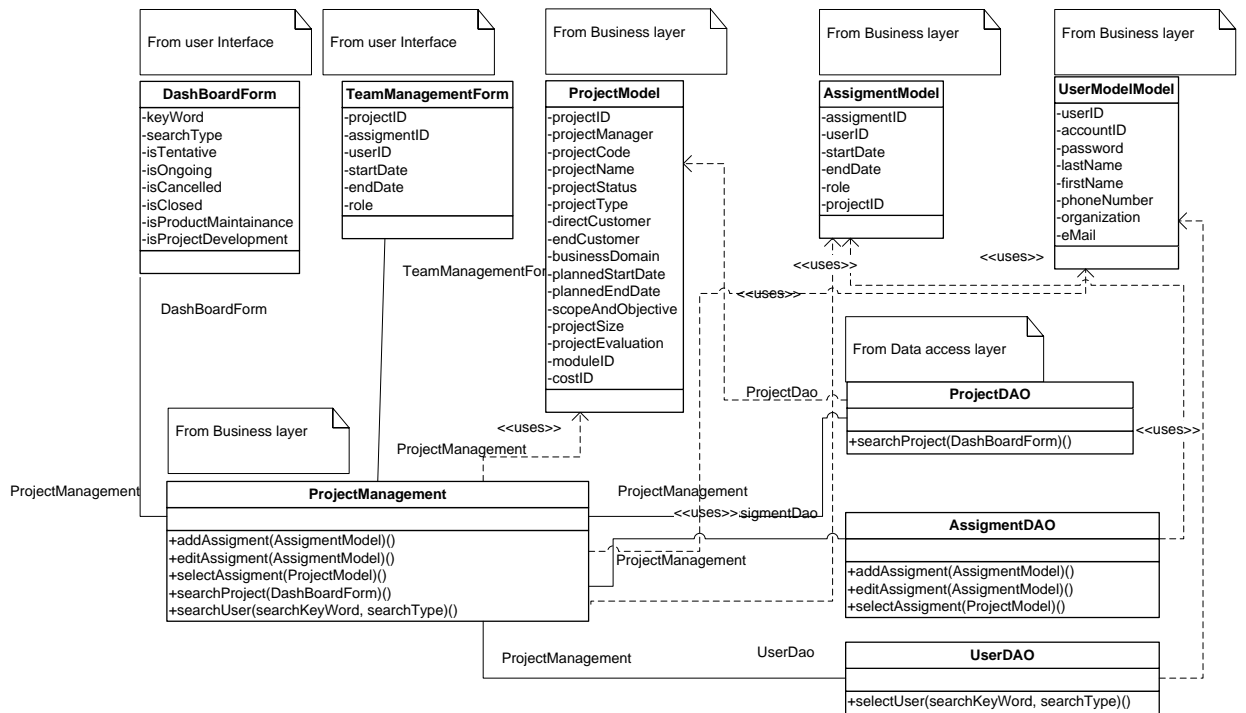 From user Interface
From user Interface
From Business layer
From Business layer
From Business layer
DashBoardForm
-keyWord
-searchType
-isTentative
-isOngoing
-isCancelled
-isClosed
-isProductMaintainance
-isProjectDevelopment
TeamManagementForm
-projectID
-assigmentID
-userID
-startDate
-endDate
-role
ProjectModel
-projectID
-projectManager
-projectCode
-projectName
-projectStatus
-projectType
-directCustomer
-endCustomer
-businessDomain
-plannedStartDate
-plannedEndDate
-scopeAndObjective
-projectSize
-projectEvaluation
-moduleID
-costID
AssigmentModel
-assigmentID
-userID
-startDate
-endDate
-role
-projectID
UserModelModel
-userID
-accountID
-password
-lastName
-firstName
-phoneNumber
-organization
-eMail
<<uses>>
<<uses>>
TeamManagementFor
<<uses>>
DashBoardForm
From Data access layer
ProjectDao
ProjectDAO
+searchProject(DashBoardForm)()
<<uses>>
From Business layer
<<uses>>
ProjectManagement
ProjectManagement
ProjectManagement
+addAssigment(AssigmentModel)()
+editAssigment(AssigmentModel)()
+selectAssigment(ProjectModel)()
+searchProject(DashBoardForm)()
+searchUser(searchKeyWord, searchType)()
ProjectManagement
<<uses>>
sigmentDao
ProjectManagement
AssigmentDAO
+addAssigment(AssigmentModel)()
+editAssigment(AssigmentModel)()
+selectAssigment(ProjectModel)()
ProjectManagement
UserDao
UserDAO
+selectUser(searchKeyWord, searchType)()